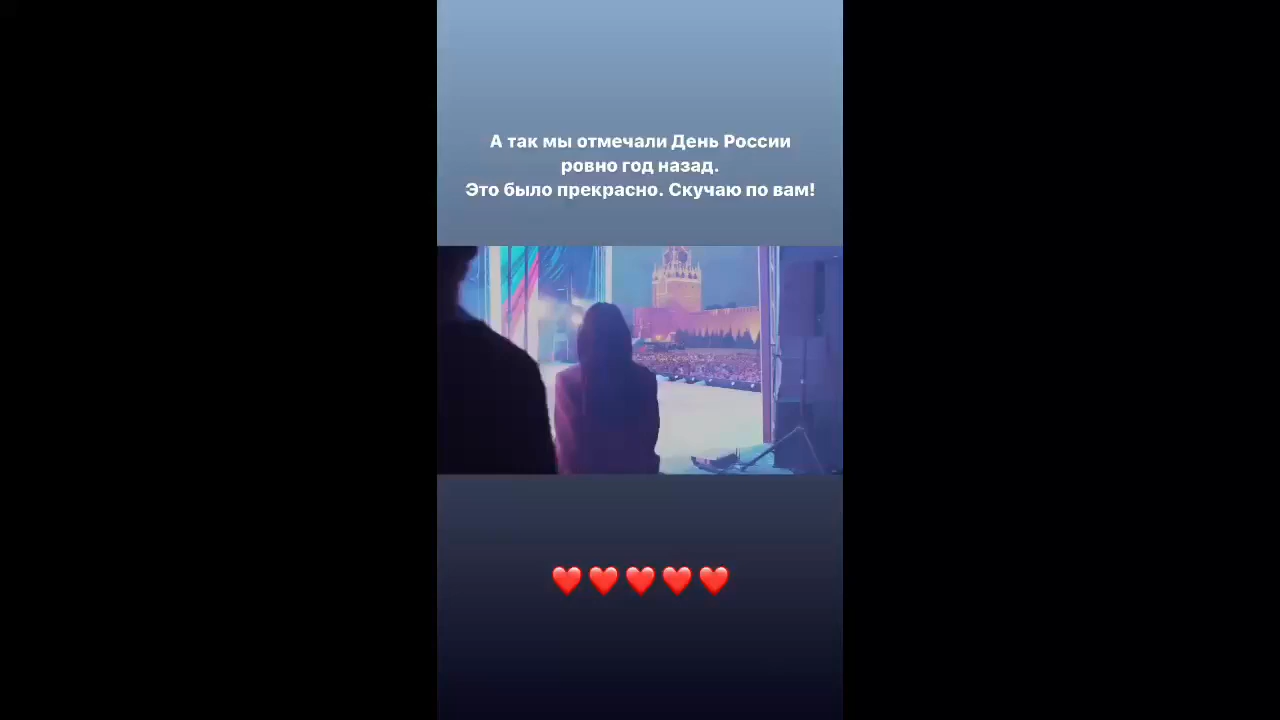 А так мы отмечали День России
ровно год назад.
Это было прекрасно. Скучаю по вам!